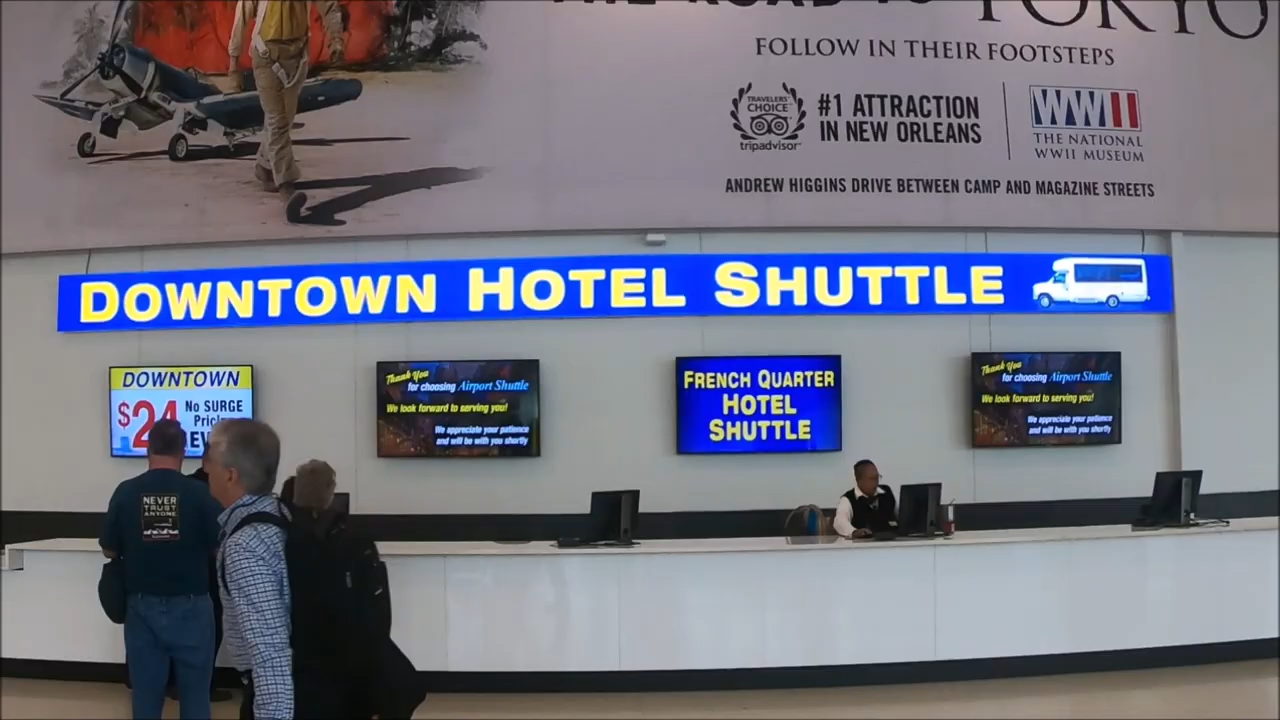 THE ROAD TO TOKYO
FOLLOW IN THEIR FOOTSTEPS
TRAVELERS'
CHOICE
tripadvisor
#1 ATTRACTION
IN NEW ORLEANS
WWII
THE NATIONAL
WWII MUSEUM
ANDREW HIGGINS DRIVE BETWEEN CAMP AND MAGAZINE STREETS
DOWNTOWN HOTEL SHUTTLE
DOWNTOWN
$24
No SURGE
Thank You
for choosing Airport Shuttle
We look forward to serving you!
We appreciate your patience
and will be with you shortly
FRENCH QUARTER
HOTEL
SHUTTLE
Thank You
for choosing Airport Shuttle
We look forward to serving you!
We appreciate your patience
and will be with you shortly
NEVER
TRUST
ANYONE